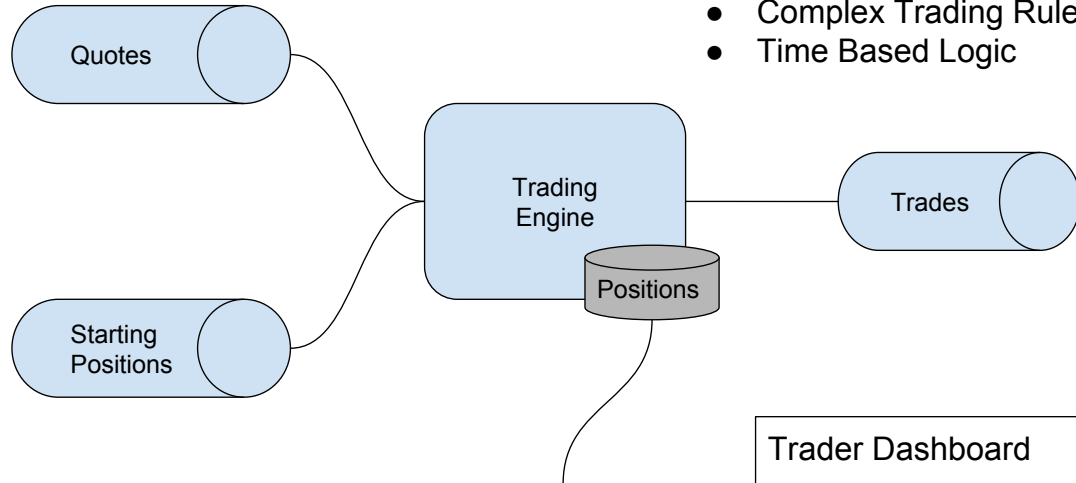 ● Complex Trading Rule
● Time Based Logic
Quotes
Trading
Engine
Trades
Positions
Starting
Positions
Trader Dashboard